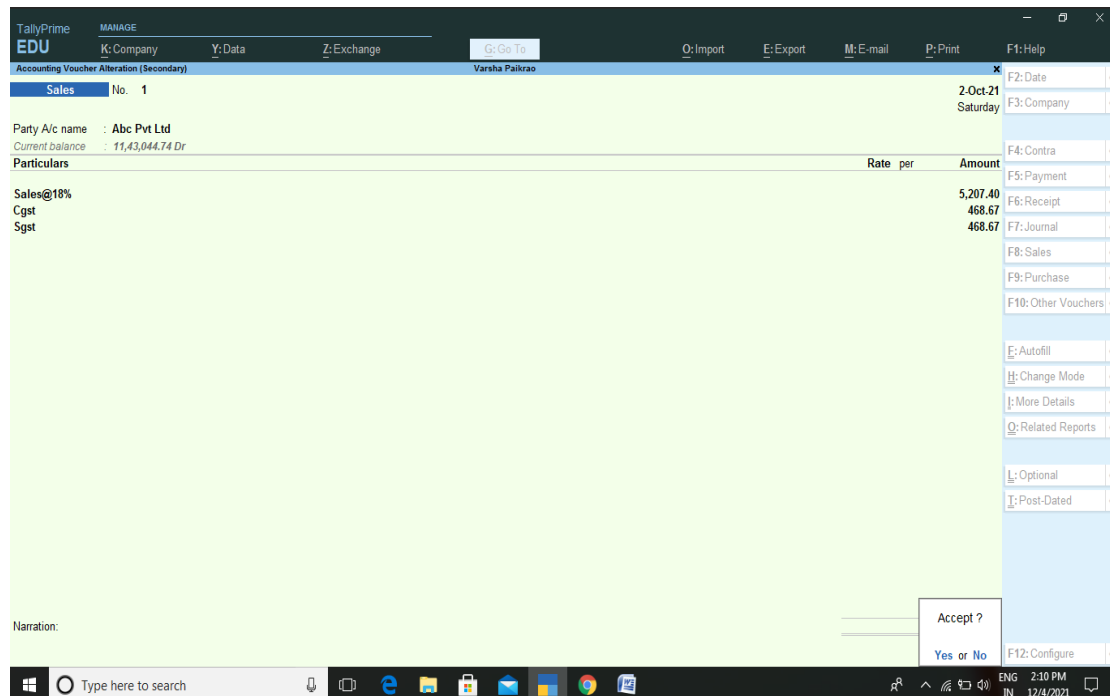 TallyPrime MANAGE
EDU K: Company Y: Data Z: Exchange G: Go To O: Import E: Export M: E-mail P: Print F1: Help
Accounting Voucher Alteration (Secondary) Varsha Paikrao x
F2: Date
Sales No. 1 2-Oct-21
Saturday
F3: Company
Party A/c name : Abc Pvt Ltd
Current balance : 11,43,044.74 Dr
F4: Contra
Particulars Rate per Amount
F5: Payment
Sales@18% 5,207.40
F6: Receipt
Cgst 468.67
Sgst 468.67
F7: Journal
F8: Sales
F9: Purchase
F10: Other Vouchers
F: Autofill
H: Change Mode
I: More Details
O: Related Reports
L: Optional
T: Post-Dated
Accept ?
Narration:
Yes or No
F12: Configure
Type here to search
ENG 2:10 PM
IN 12/4/2021